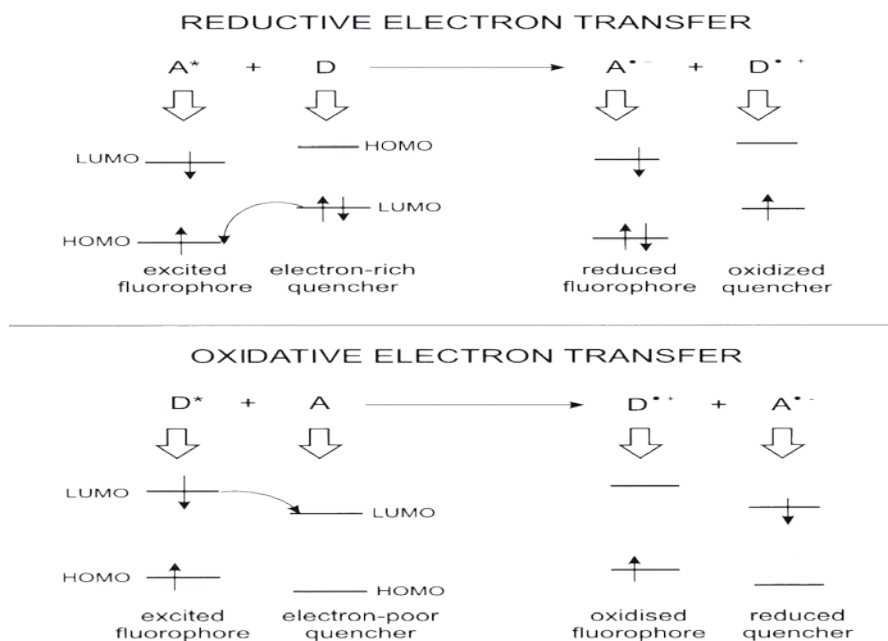 REDUCTIVE ELECTRON TRANSFER
A* + D A•− + D•+
LUMO HOMO
LUMO
HOMO
excited fluorophore electron-rich quencher reduced fluorophore oxidized quencher
OXIDATIVE ELECTRON TRANSFER
D* + A D•+ + A•-
LUMO LUMO
HOMO HOMO
excited fluorophore electron-poor quencher oxidised fluorophore reduced quencher